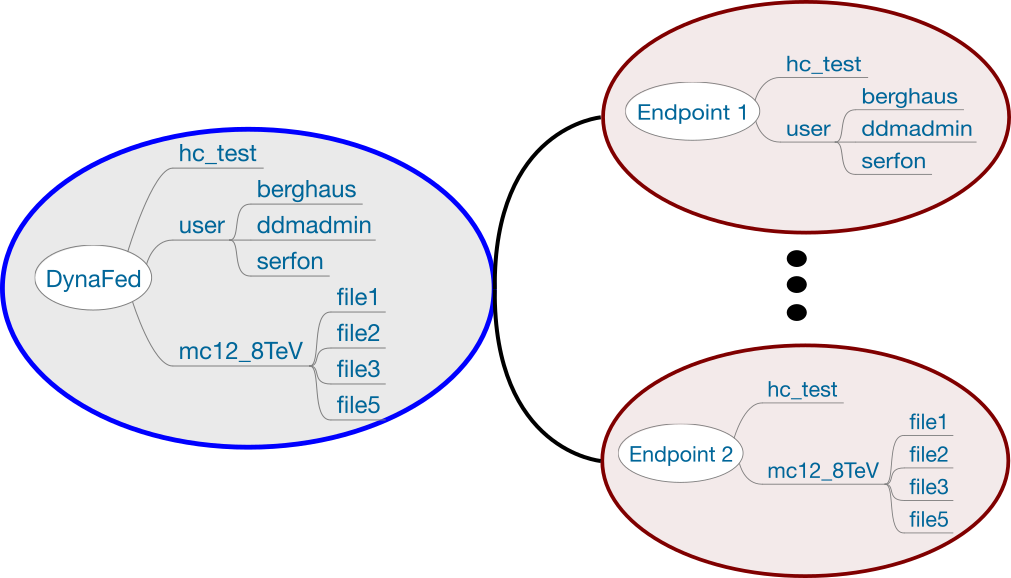 hc_test
berghaus
user
ddmadmin
serfon
DynaFed
file1
file2
mc12_8TeV
file3
file5
hc_test
Endpoint 1
berghaus
user
ddmadmin
serfon
hc_test
Endpoint 2
file1
file2
mc12_8TeV
file3
file5